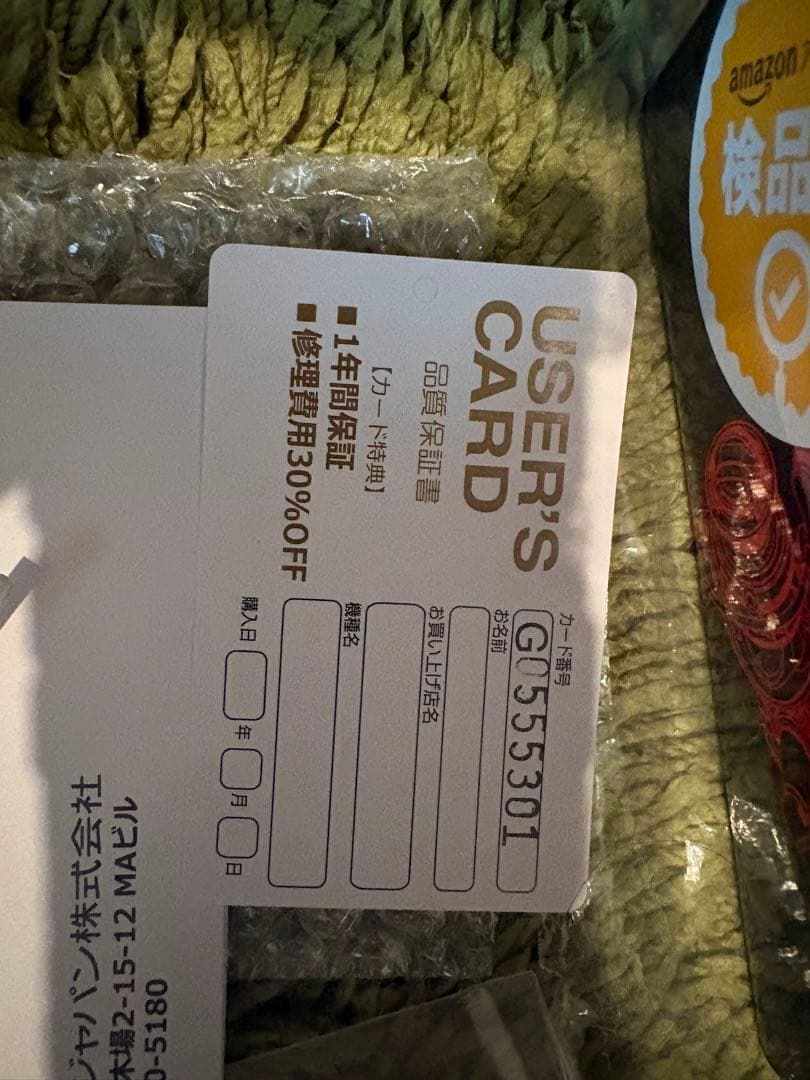 USER'S
CARD
品質保証書
【カード特典】
■1年間保証
■修理費用30%OFF
カード番号
G05555301
お名前
お買い上げ店名
機種名
購入日
年
月
日
ジャパン株式会社
木場2-15-12 MAビル
0-5180
amazon
検品